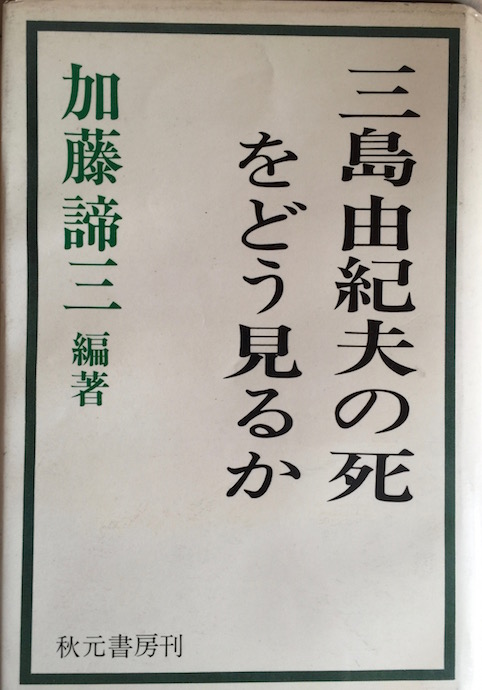 三島由紀夫の死
をどう見るか
加藤諦三 編著
秋元書房刊